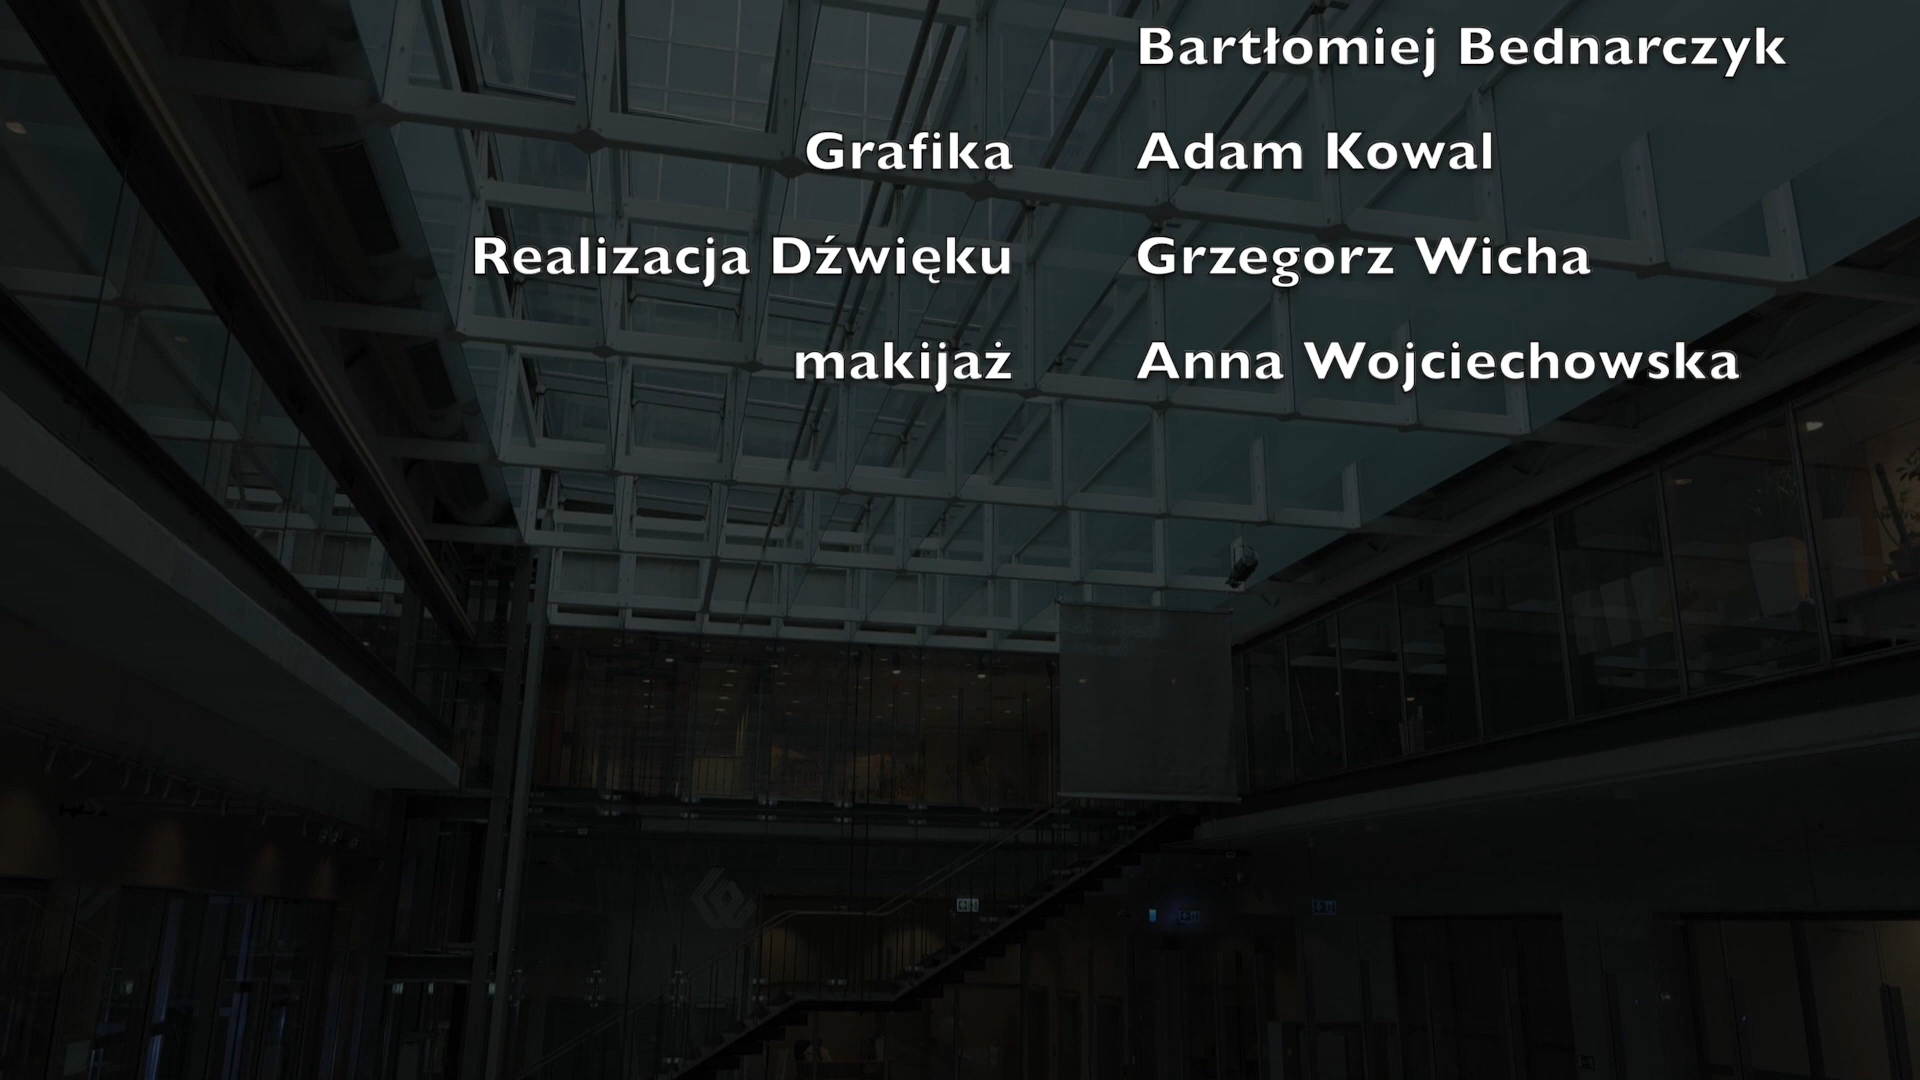 Bartłomiej Bednarczyk
Grafika Adam Kowal
Realizacja Dźwięku Grzegorz Wicha
makijaż Anna Wojciechowska